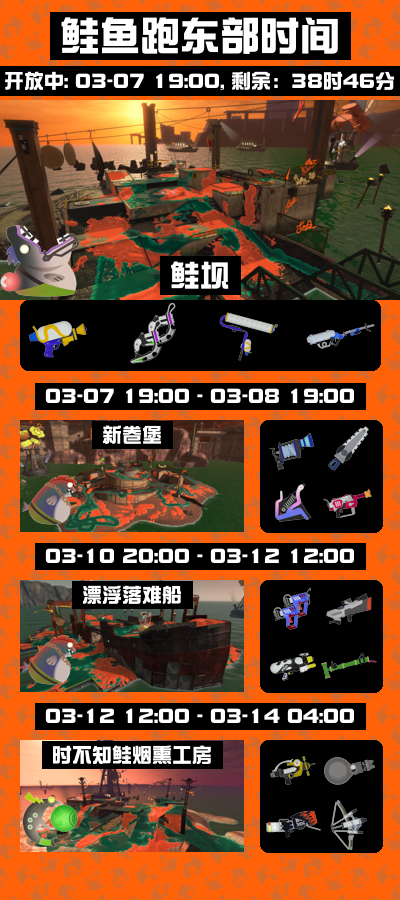 鲑鱼跑东部时间
开放中: 03-07 19:00, 剩余: 38时46分
鲑坝
03-07 19:00 - 03-08 19:00
新卷堡
03-10 20:00 - 03-12 12:00
漂浮落难船
03-12 12:00 - 03-14 04:00
时不知鲑烟熏工房